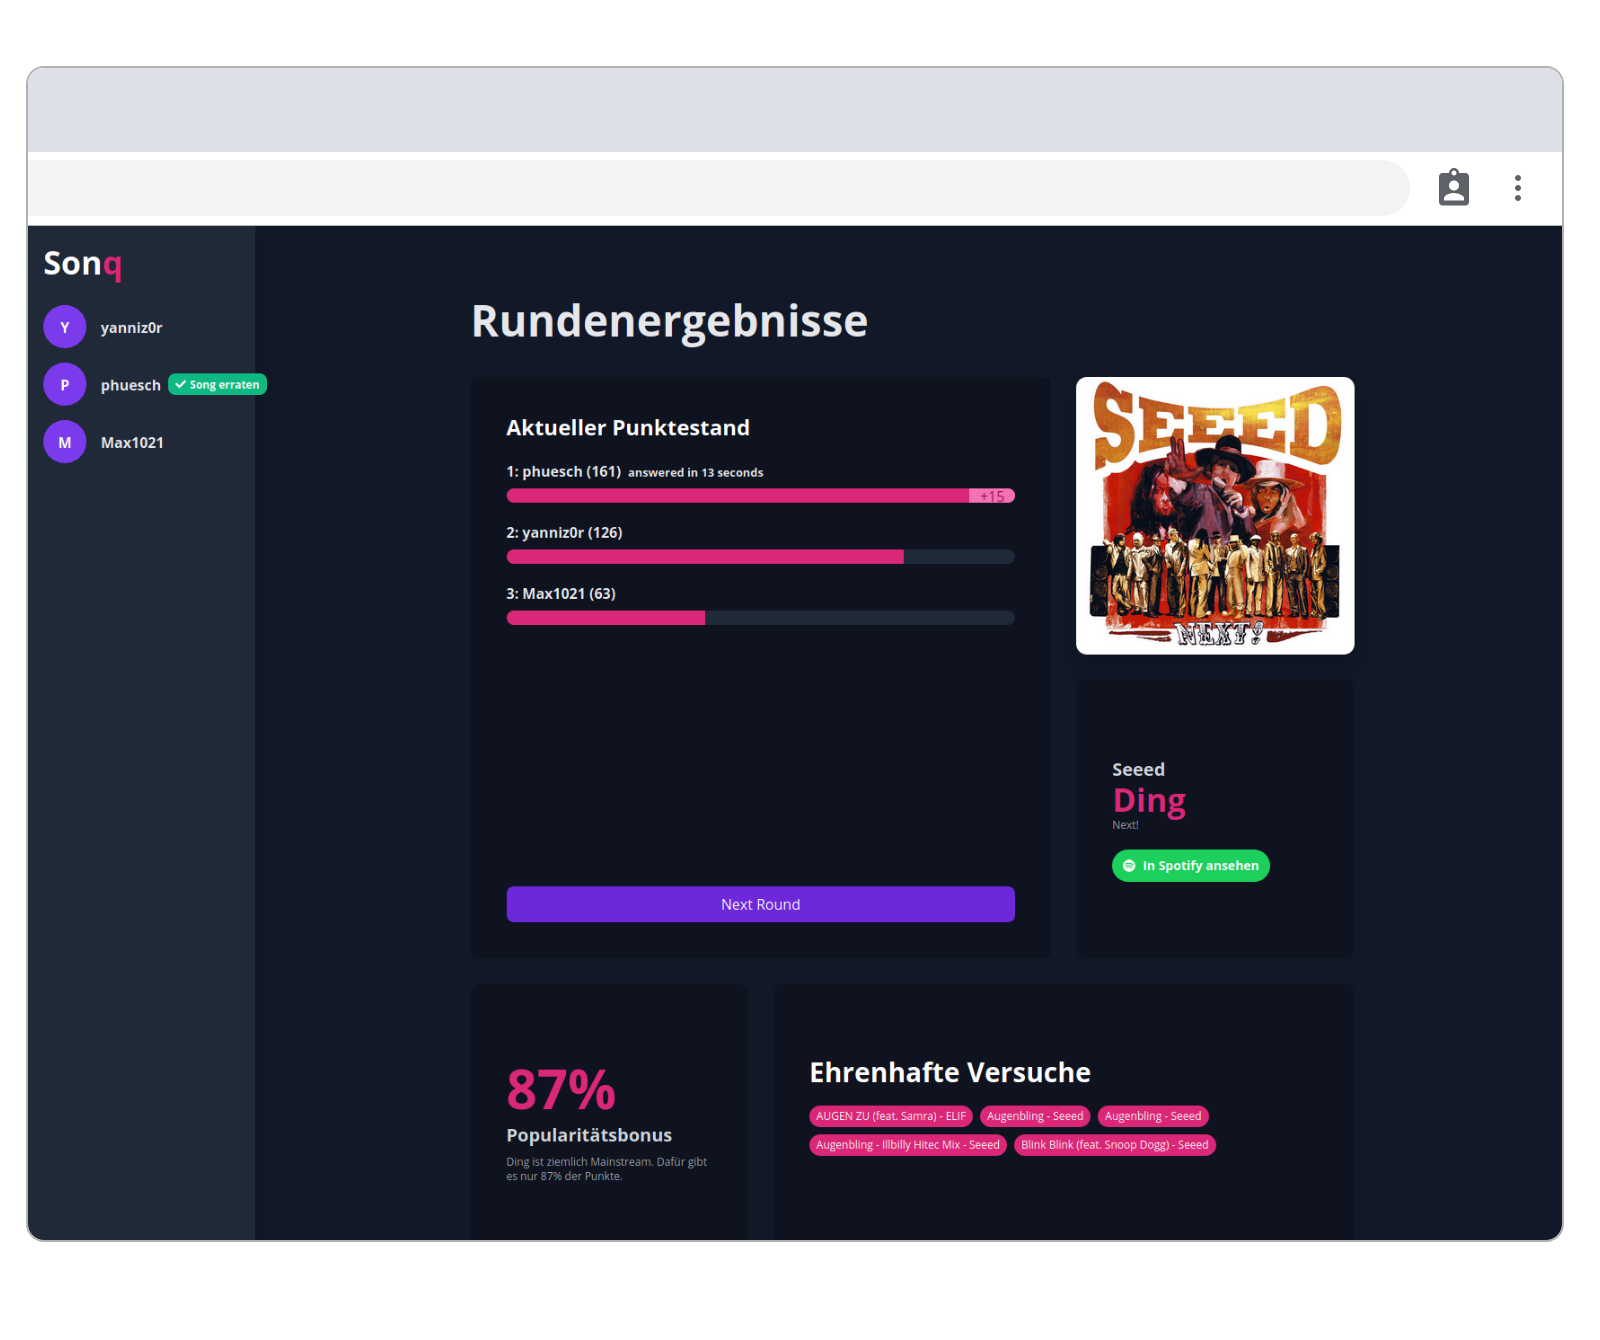 Sonq
Y yanniz0r
P phuesch Song erraten
M Max1021
Rundenergebnisse
Aktueller Punktestand
1: phuesch (161) answered in 13 seconds
+15
2: yanniz0r (126)
3: Max1021 (63)
Next Round
SEEED
NEXT!
Seeed
Ding
Next!
In Spotify ansehen
87%
Popularitätsbonus
Ding ist ziemlich Mainstream. Dafür gibt
es nur 87% der Punkte.
Ehrenhafte Versuche
AUGEN ZU (feat. Samra) - ELIF Augenbling - Seeed Augenbling - Seeed
Augenbling - Illbilly Hitec Mix - Seeed Blink Blink (feat. Snoop Dogg) - Seeed